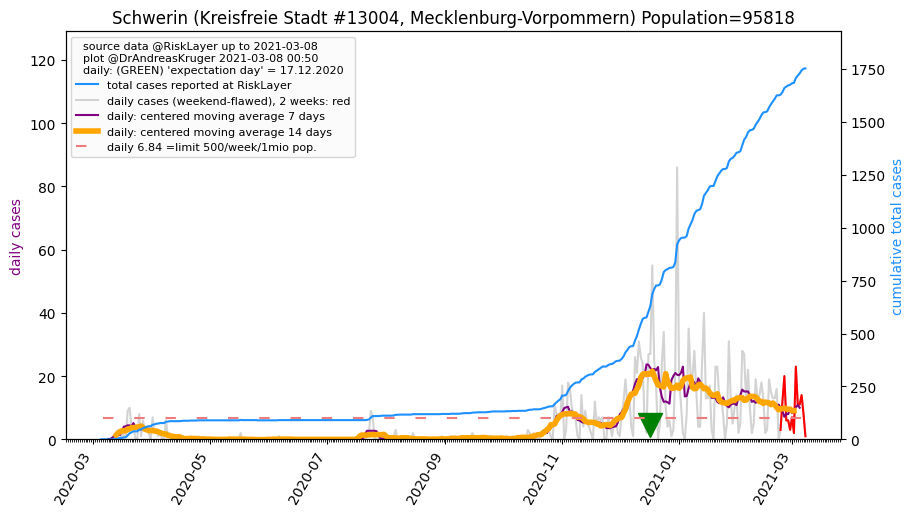 Schwerin (Kreisfreie Stadt #13004, Mecklenburg-Vorpommern) Population=95818
source data @RiskLayer up to 2021-03-08
plot @DrAndreasKruger 2021-03-08 00:50
daily: (GREEN) 'expectation day' = 17.12.2020
total cases reported at RiskLayer
daily cases (weekend-flawed), 2 weeks: red
daily: centered moving average 7 days
daily: centered moving average 14 days
daily 6.84 =limit 500/week/1mio pop.
daily cases
120
100
80
60
40
20
0
cumulative total cases
1750
1500
1250
1000
750
500
250
0
2020-03
2020-05
2020-07
2020-09
2020-11
2021-01
2021-03